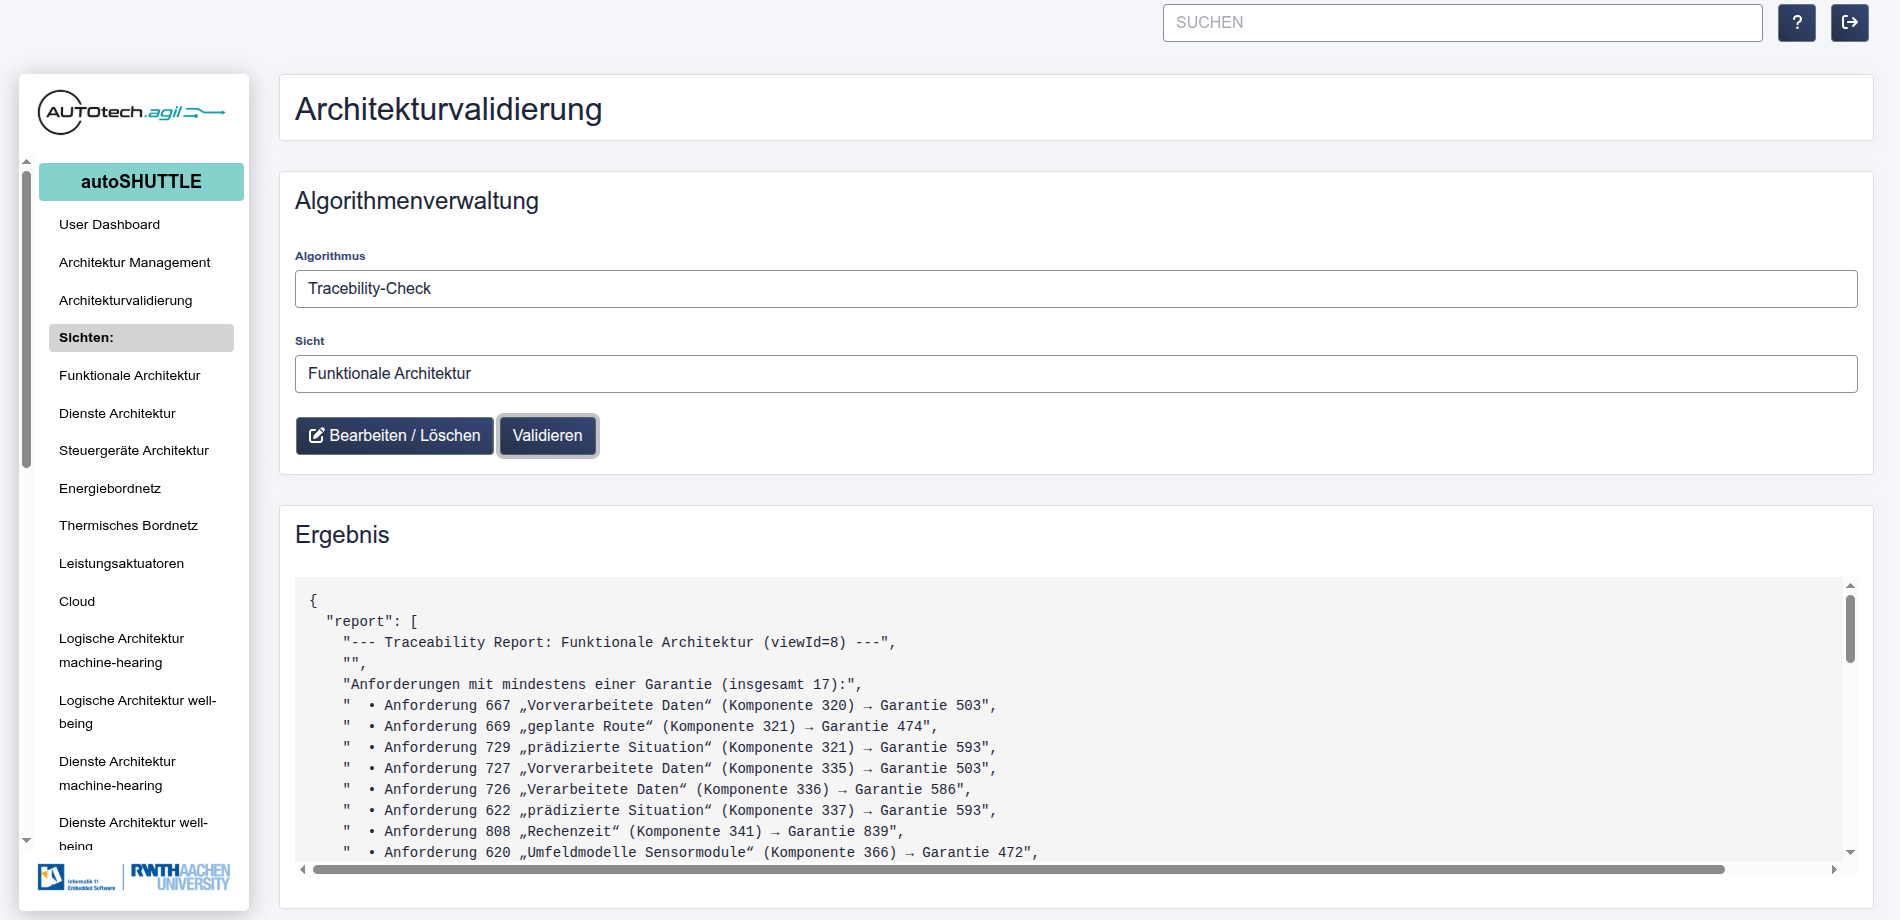 SUCHEN
?
AUTOtech.agil
autoSHUTTLE
User Dashboard
Architektur Management
Architekturvalidierung
Sichten:
Funktionale Architektur
Dienste Architektur
Steuergeräte Architektur
Energiebordnetz
Thermisches Bordnetz
Leistungsaktuatoren
Cloud
Logische Architektur
machine-hearing
Logische Architektur well-
being
Dienste Architektur
machine-hearing
Dienste Architektur well-
being
Informatik 11
Embedded Software
RWTHAACHEN
UNIVERSITY
Architekturvalidierung
Algorithmenverwaltung
Algorithmus
Tracebility-Check
Sicht
Funktionale Architektur
Bearbeiten / Löschen
Validieren
Ergebnis
{
"report": [
"--- Traceability Report: Funktionale Architektur (viewId=8) ---",
"",
"Anforderungen mit mindestens einer Garantie (insgesamt 17):",
"  • Anforderung 667 „Vorverarbeitete Daten“ (Komponente 320) → Garantie 503",
"  • Anforderung 669 „geplante Route“ (Komponente 321) → Garantie 474",
"  • Anforderung 729 „prädizierte Situation“ (Komponente 321) → Garantie 593",
"  • Anforderung 727 „Vorverarbeitete Daten“ (Komponente 335) → Garantie 503",
"  • Anforderung 726 „Verarbeitete Daten“ (Komponente 336) → Garantie 586",
"  • Anforderung 622 „prädizierte Situation“ (Komponente 337) → Garantie 593",
"  • Anforderung 808 „Rechenzeit“ (Komponente 341) → Garantie 839",
"  • Anforderung 620 „Umfeldmodelle Sensormodule“ (Komponente 366) → Garantie 472",